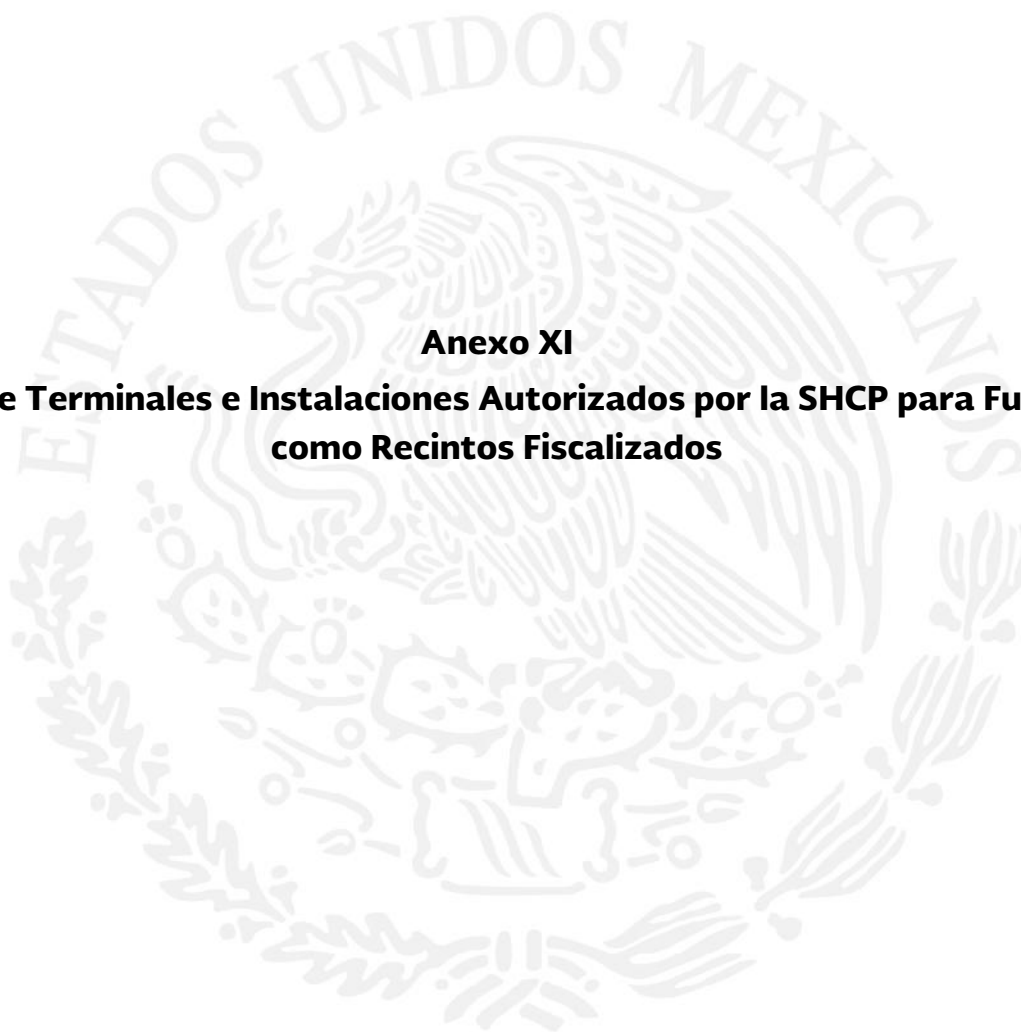 ESTADOS UNIDOS MEXICANOS
Anexo XI
e Terminales e Instalaciones Autorizados por la SHCP para Fu
como Recintos Fiscalizados